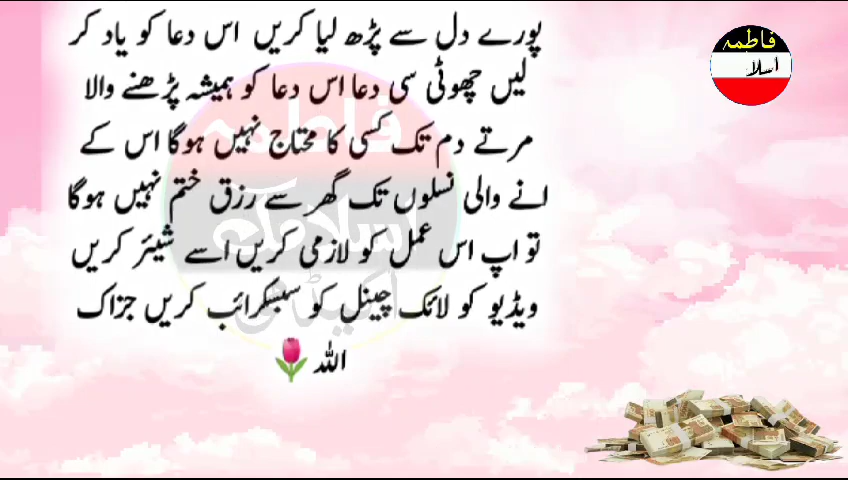 پورے دل سے پڑھ لیا کریں اس دعا کو یاد کر
لیں چھوٹی سی دعا اس دعا کو ہمیشہ پڑھنے والا
مرتے دم تک کسی کا محتاج نہیں ہوگا اس کے
انے والی نسلوں تک گھر سے رزق ختم نہیں ہوگا
تو اپ اس عمل کو لازمی کریں اسے شیئر کریں
ویڈیو کو لائک چینل کو سبسکرائب کریں جزاک
اللہ
فاطمہ
اسلا
فاطمہ
اسلامک
اکیڈمی